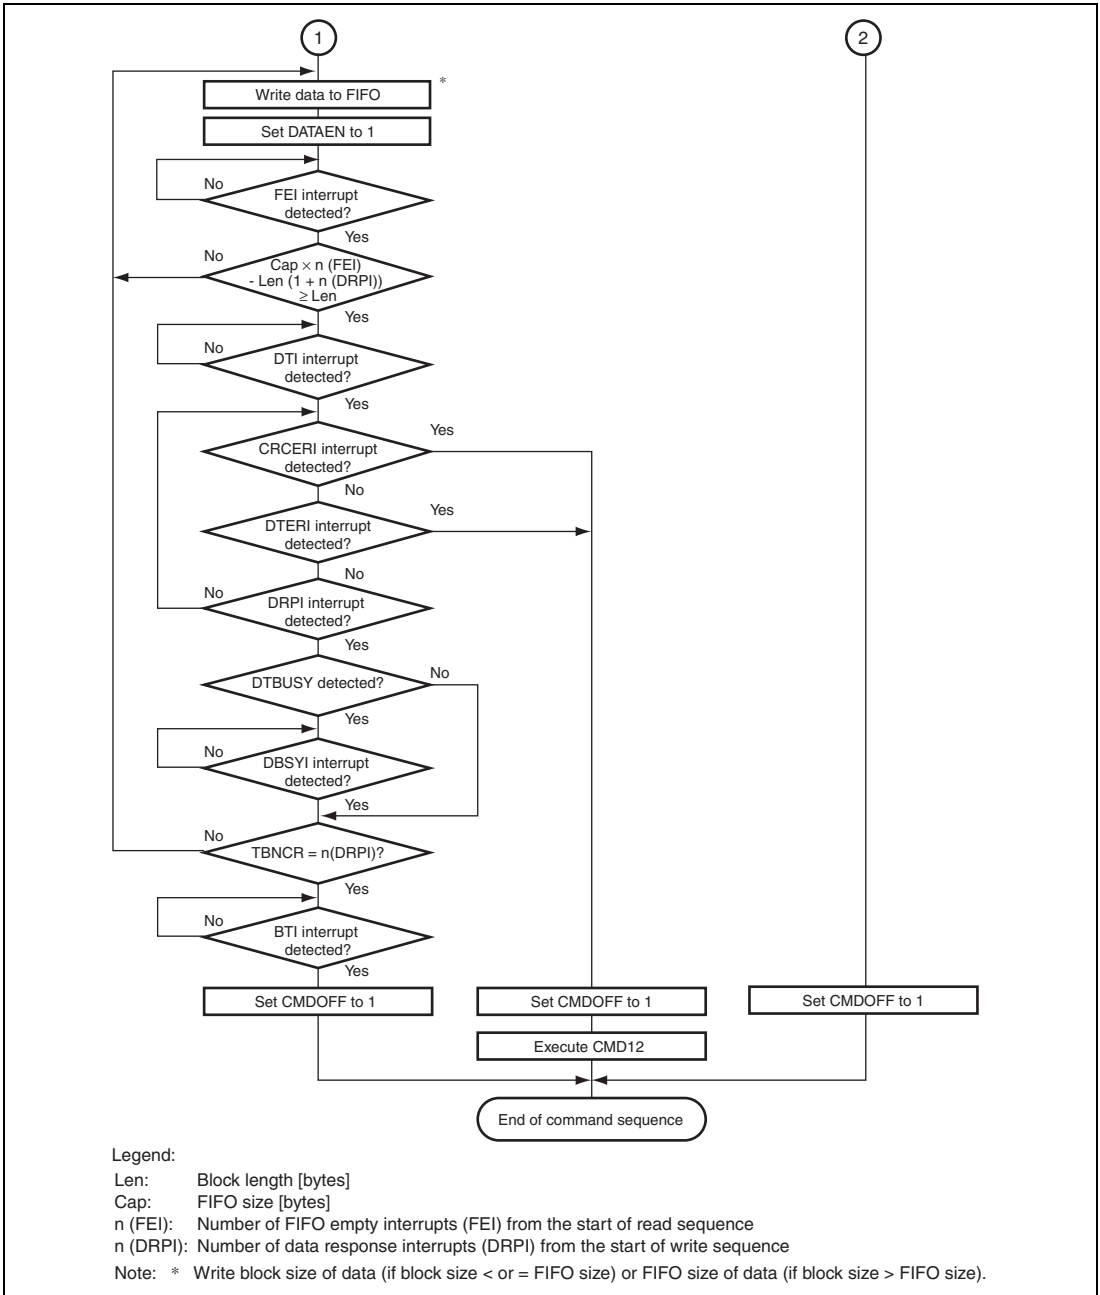 1
2
Write data to FIFO
*
Set DATAEN to 1
No
FEI interrupt
detected?
Yes
No
Cap × n (FEI)
- Len (1 + n (DRPI))
≥ Len
Yes
No
DTI interrupt
detected?
Yes
CRCERI interrupt
detected?
Yes
No
DTERI interrupt
detected?
Yes
No
No
DRPI interrupt
detected?
Yes
DTBUSY detected?
No
Yes
No
DBSYI interrupt
detected?
Yes
No
TBNCR = n(DRPI)?
Yes
No
BTI interrupt
detected?
Yes
Set CMDOFF to 1
Set CMDOFF to 1
Set CMDOFF to 1
Execute CMD12
End of command sequence
Legend:
Len: Block length [bytes]
Cap: FIFO size [bytes]
n (FEI): Number of FIFO empty interrupts (FEI) from the start of read sequence
n (DRPI): Number of data response interrupts (DRPI) from the start of write sequence
Note: * Write block size of data (if block size < or = FIFO size) or FIFO size of data (if block size > FIFO size).